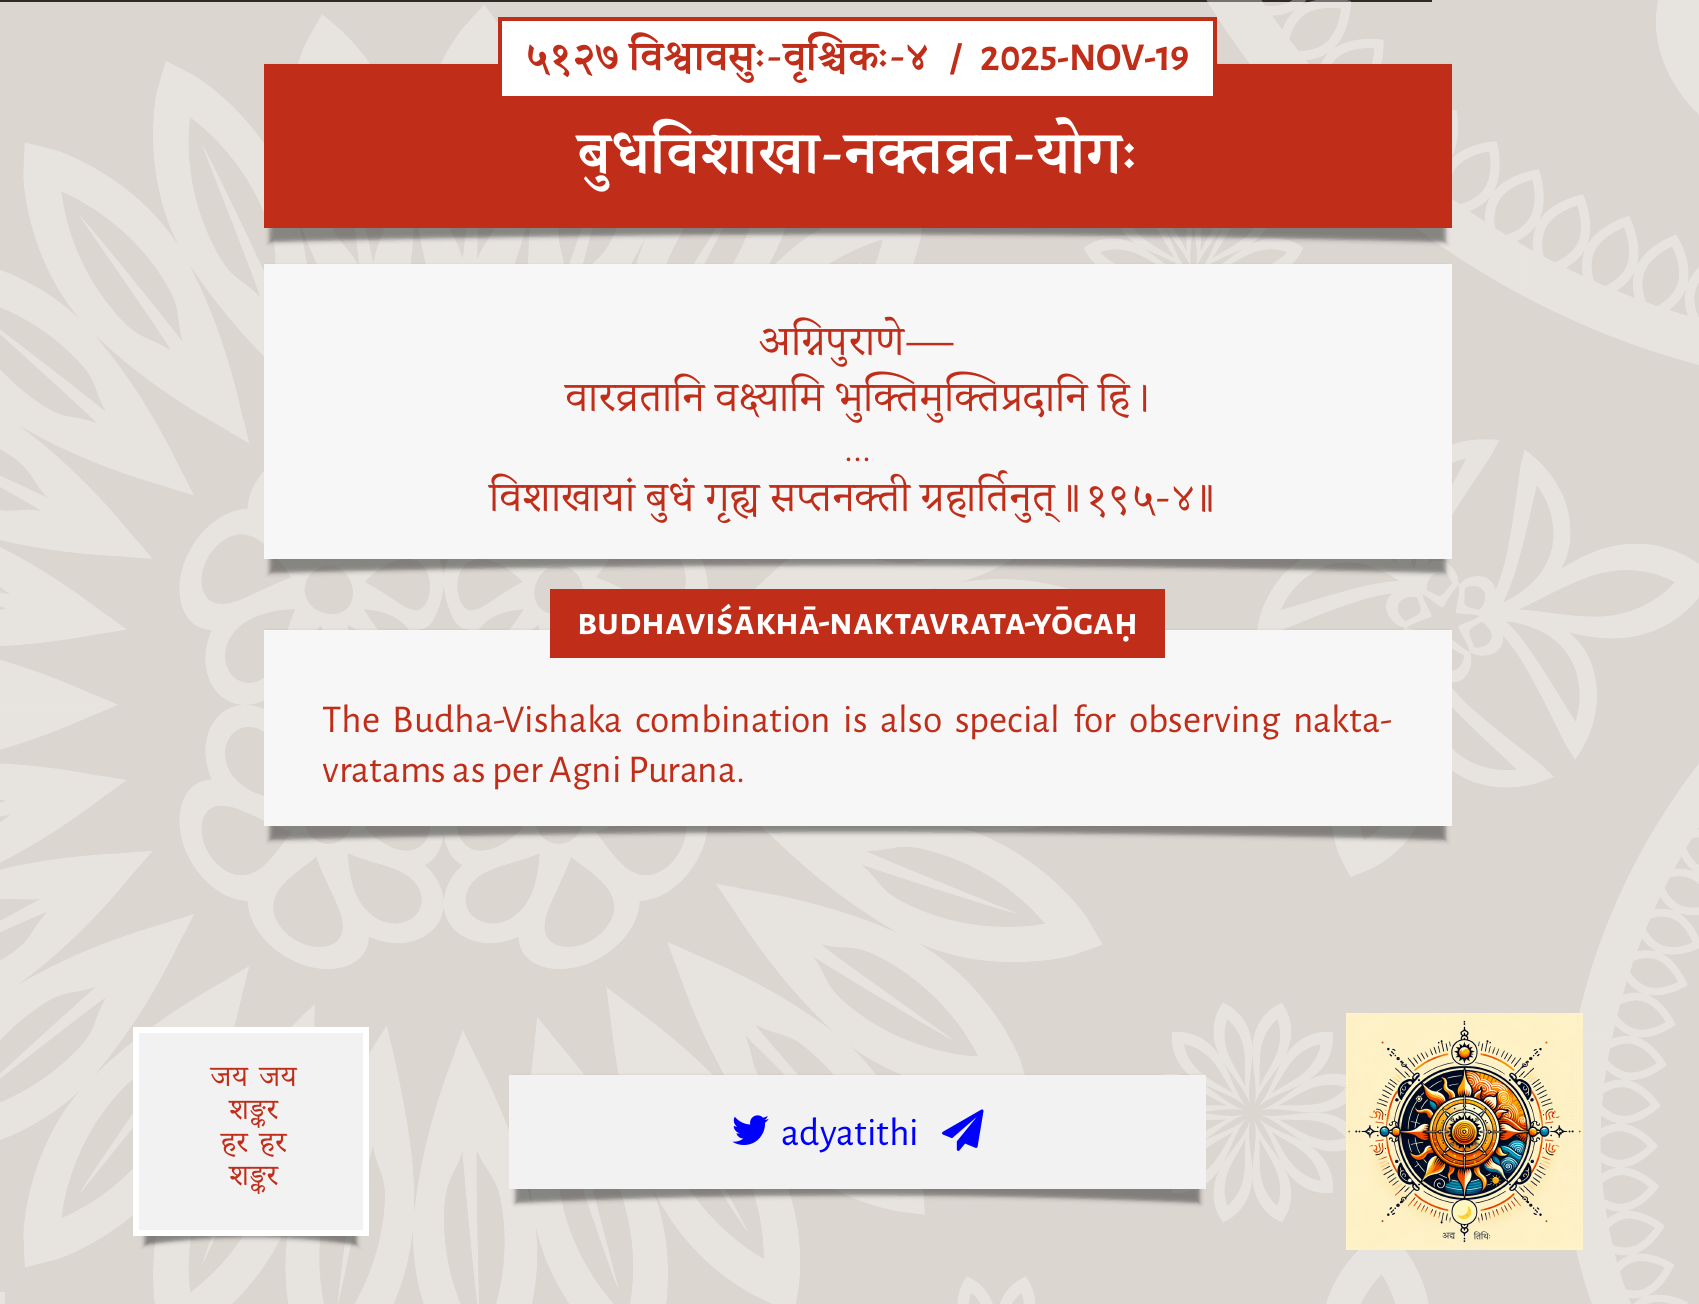 ५१२७ विश्वावसुः-वृश्चिकः-४ / 2025-NOV-19
बुधविशाखा-नक्तव्रत-योगः
अग्निपुराणे—
वारव्रतानि वक्ष्यामि भुक्तिमुक्तिप्रदानि हि।
…
विशाखायां बुधं गृह्य सप्तनक्ती ग्रहार्तिनुत्॥१९५-४॥
BUDHAVIŚĀKHĀ-NAKTAVRATA-YŌGAḤ
The Budha-Vishaka combination is also special for observing nakta-
vratams as per Agni Purana.
जय जय
शङ्कर
हर हर
शङ्कर
adyatithi
अद्य तिथिः